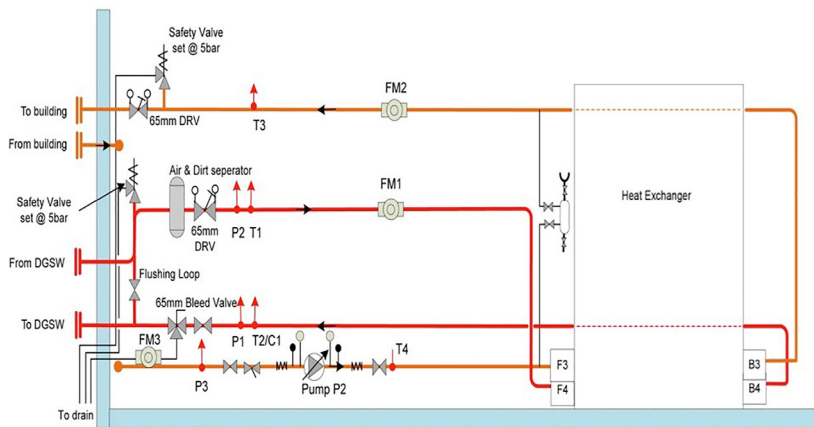 Safety Valve
set @ 5bar
FM2
To building
65mm DRV
T3
From building
Air & Dirt seperator
FM1
Heat Exchanger
Safety Valve
set @ 5bar
65mm
DRV
P2
T1
From DGSW
Flushing Loop
65mm Bleed Valve
To DGSW
FM3
P1
T2/C1
T4
F3
B3
P3
Pump P2
F4
B4
To drain